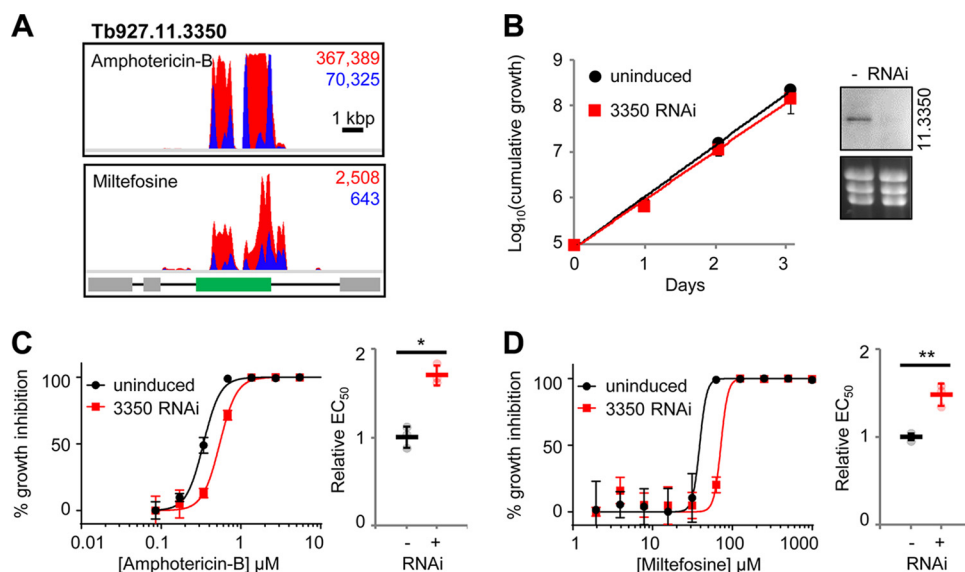 A
Tb927.11.3350
Amphotericin-B
367,389
70,325
1 kbp
Miltefosine
2,508
643
B
Log10(cumulative growth)
9
8
7
6
5
uninduced
3350 RNAi
0 1 2 3
Days
- RNAi
11.3350
C
% growth inhibition
100
50
0
uninduced
3350 RNAi
0.01 0.1 1 10
[Amphotericin-B] µM
Relative EC50
2
1
0
*
- +
RNAi
D
% growth inhibition
100
50
0
uninduced
3350 RNAi
1 10 100 1000
[Miltefosine] µM
Relative EC50
2
1
0
**
- +
RNAi